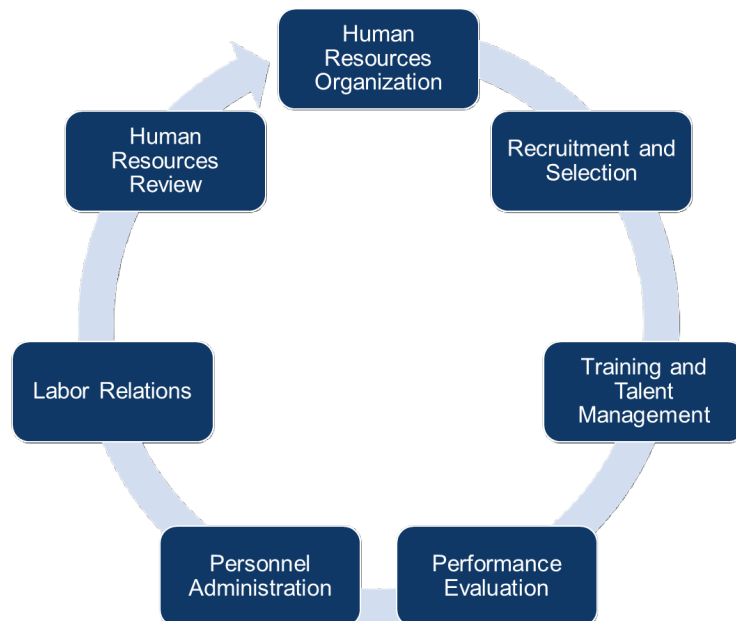 Human
Resources
Organization
Recruitment and
Selection
Training and
Talent
Management
Performance
Evaluation
Personnel
Administration
Labor Relations
Human
Resources
Review